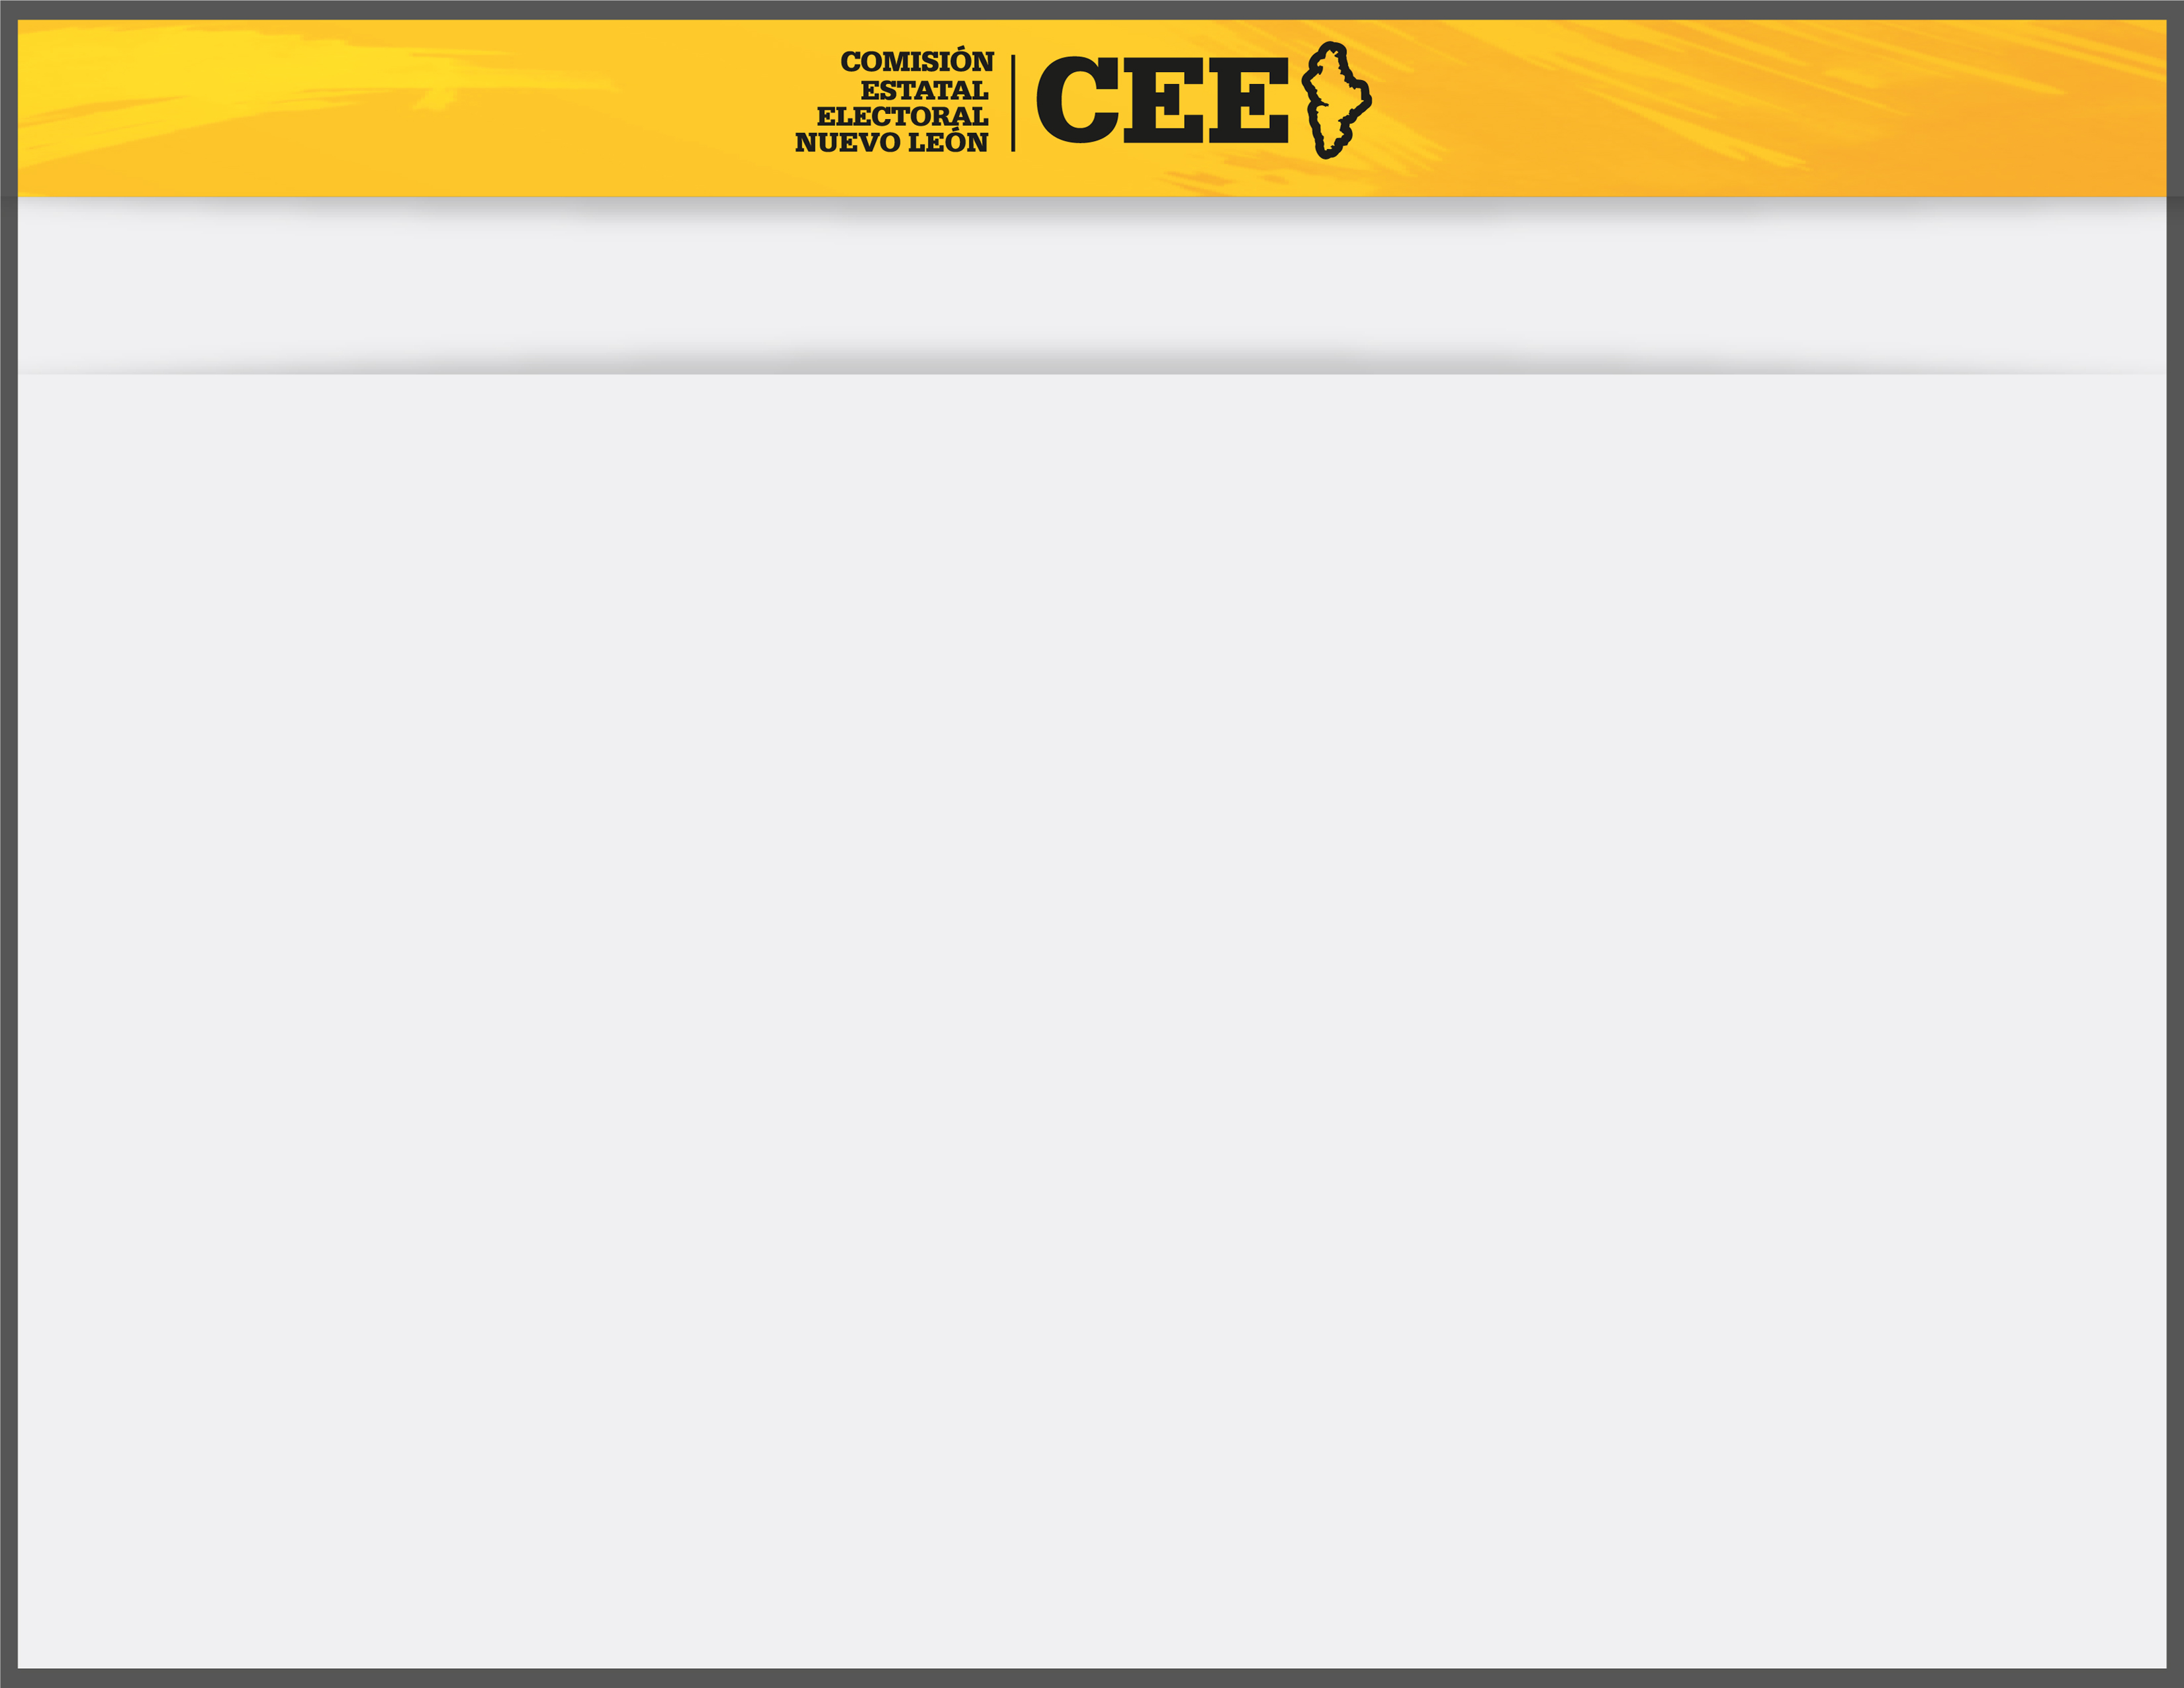 COMISIÓN
ESTATAL
ELECTORAL
NUEVO LEÓN
CEE